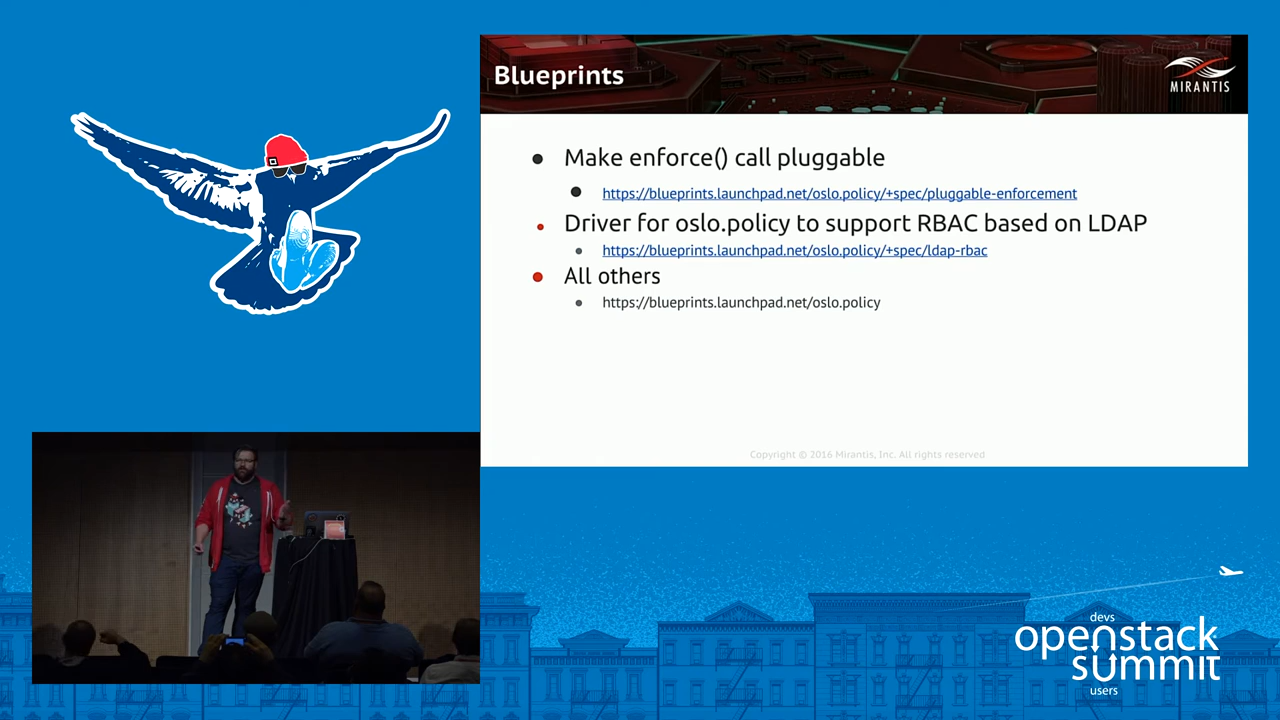 Blueprints
MIRANTIS
Make enforce() call pluggable
https://blueprints.launchpad.net/oslo.policy/+spec/pluggable-enforcement
Driver for oslo.policy to support RBAC based on LDAP
https://blueprints.launchpad.net/oslo.policy/+spec/ldap-rbac
All others
https://blueprints.launchpad.net/oslo.policy
Copyright © 2016 Mirantis, Inc. All rights reserved
devs
openstack
summit
users